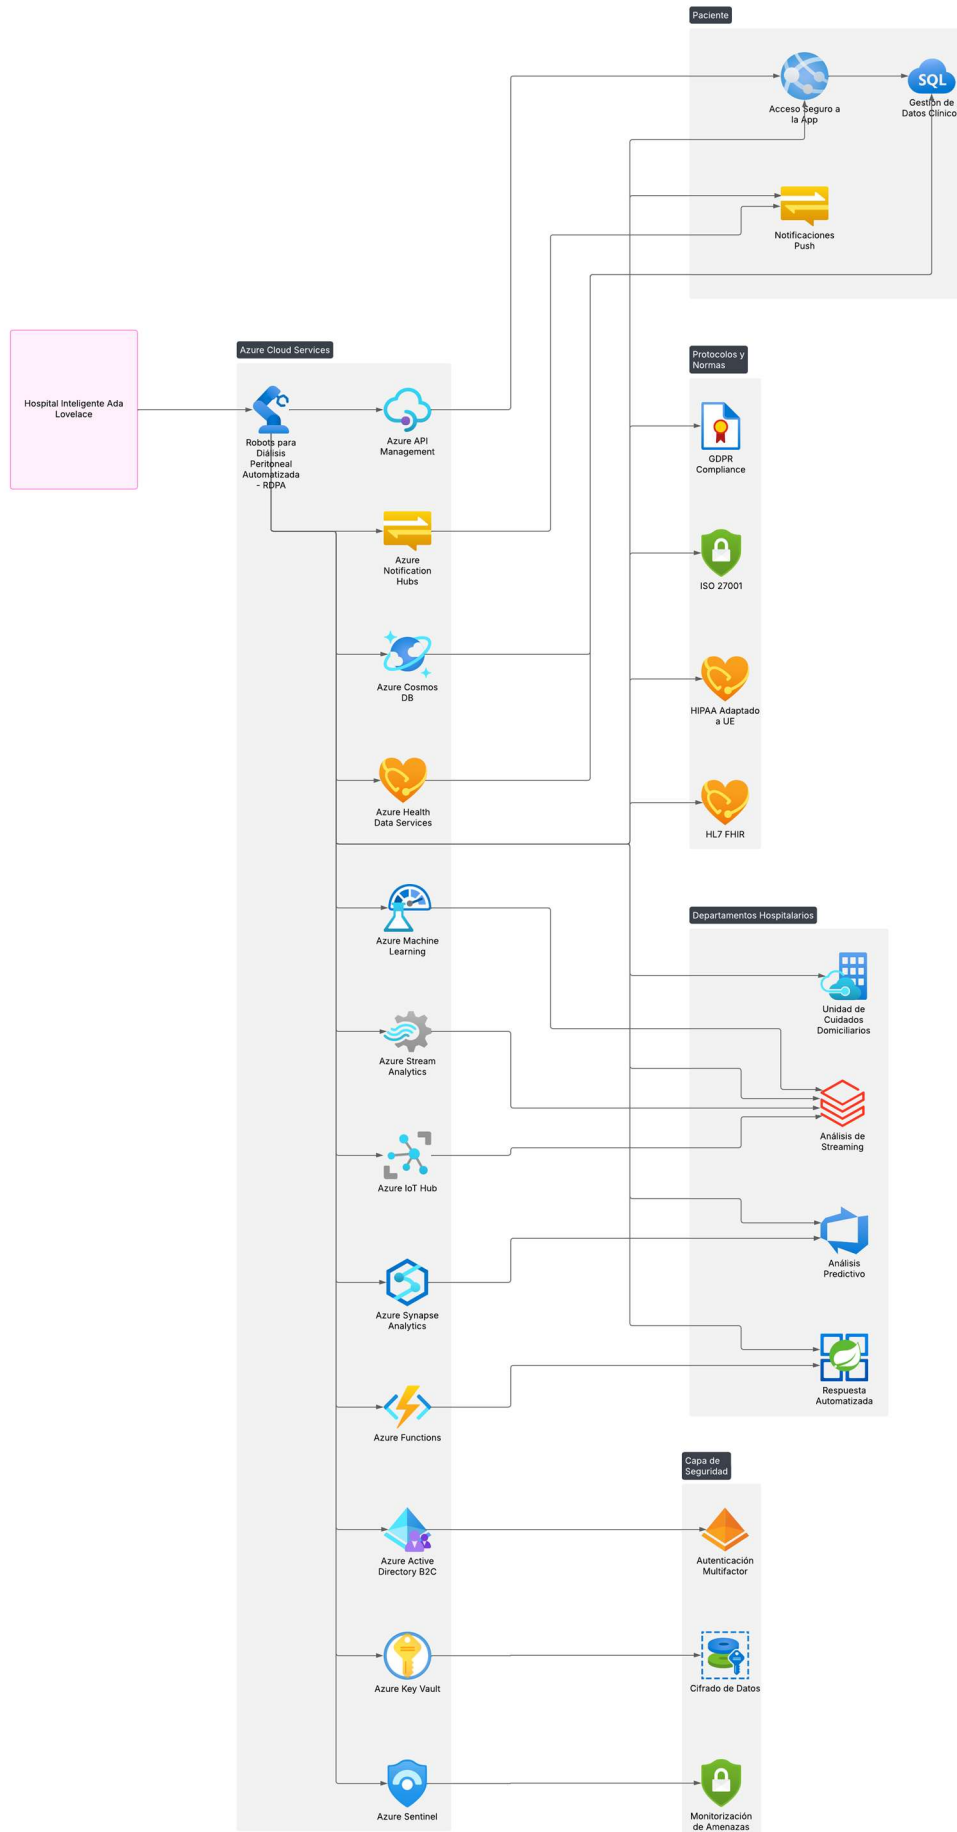 Paciente
Acceso Seguro a
la App
SQL
Gestión de
Datos Clínico
Notificaciones
Push
Hospital Inteligente Ada
Lovelace
Azure Cloud Services
Robots para
Diálisis
Peritoneal
Automatizada
- RDPA
Azure API
Management
Azure
Notification
Hubs
Azure Cosmos
DB
Azure Health
Data Services
Azure Machine
Learning
Azure Stream
Analytics
Azure IoT Hub
Azure Synapse
Analytics
Azure Functions
Azure Active
Directory B2C
Azure Key Vault
Azure Sentinel
Protocolos y
Normas
GDPR
Compliance
ISO 27001
HIPAA Adaptado
a UE
HL7 FHIR
Departamentos Hospitalarios
Unidad de
Cuidados
Domiciliarios
Análisis de
Streaming
Análisis
Predictivo
Respuesta
Automatizada
Capa de
Seguridad
Autenticación
Multifactor
Cifrado de Datos
Monitorización
de Amenazas